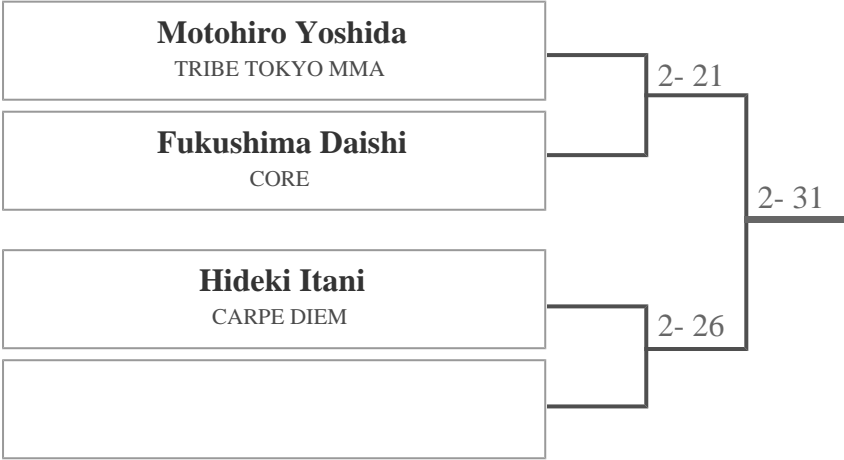 Motohiro Yoshida
TRIBE TOKYO MMA
2- 21
Fukushima Daishi
CORE
2- 31
Hideki Itani
CARPE DIEM
2- 26